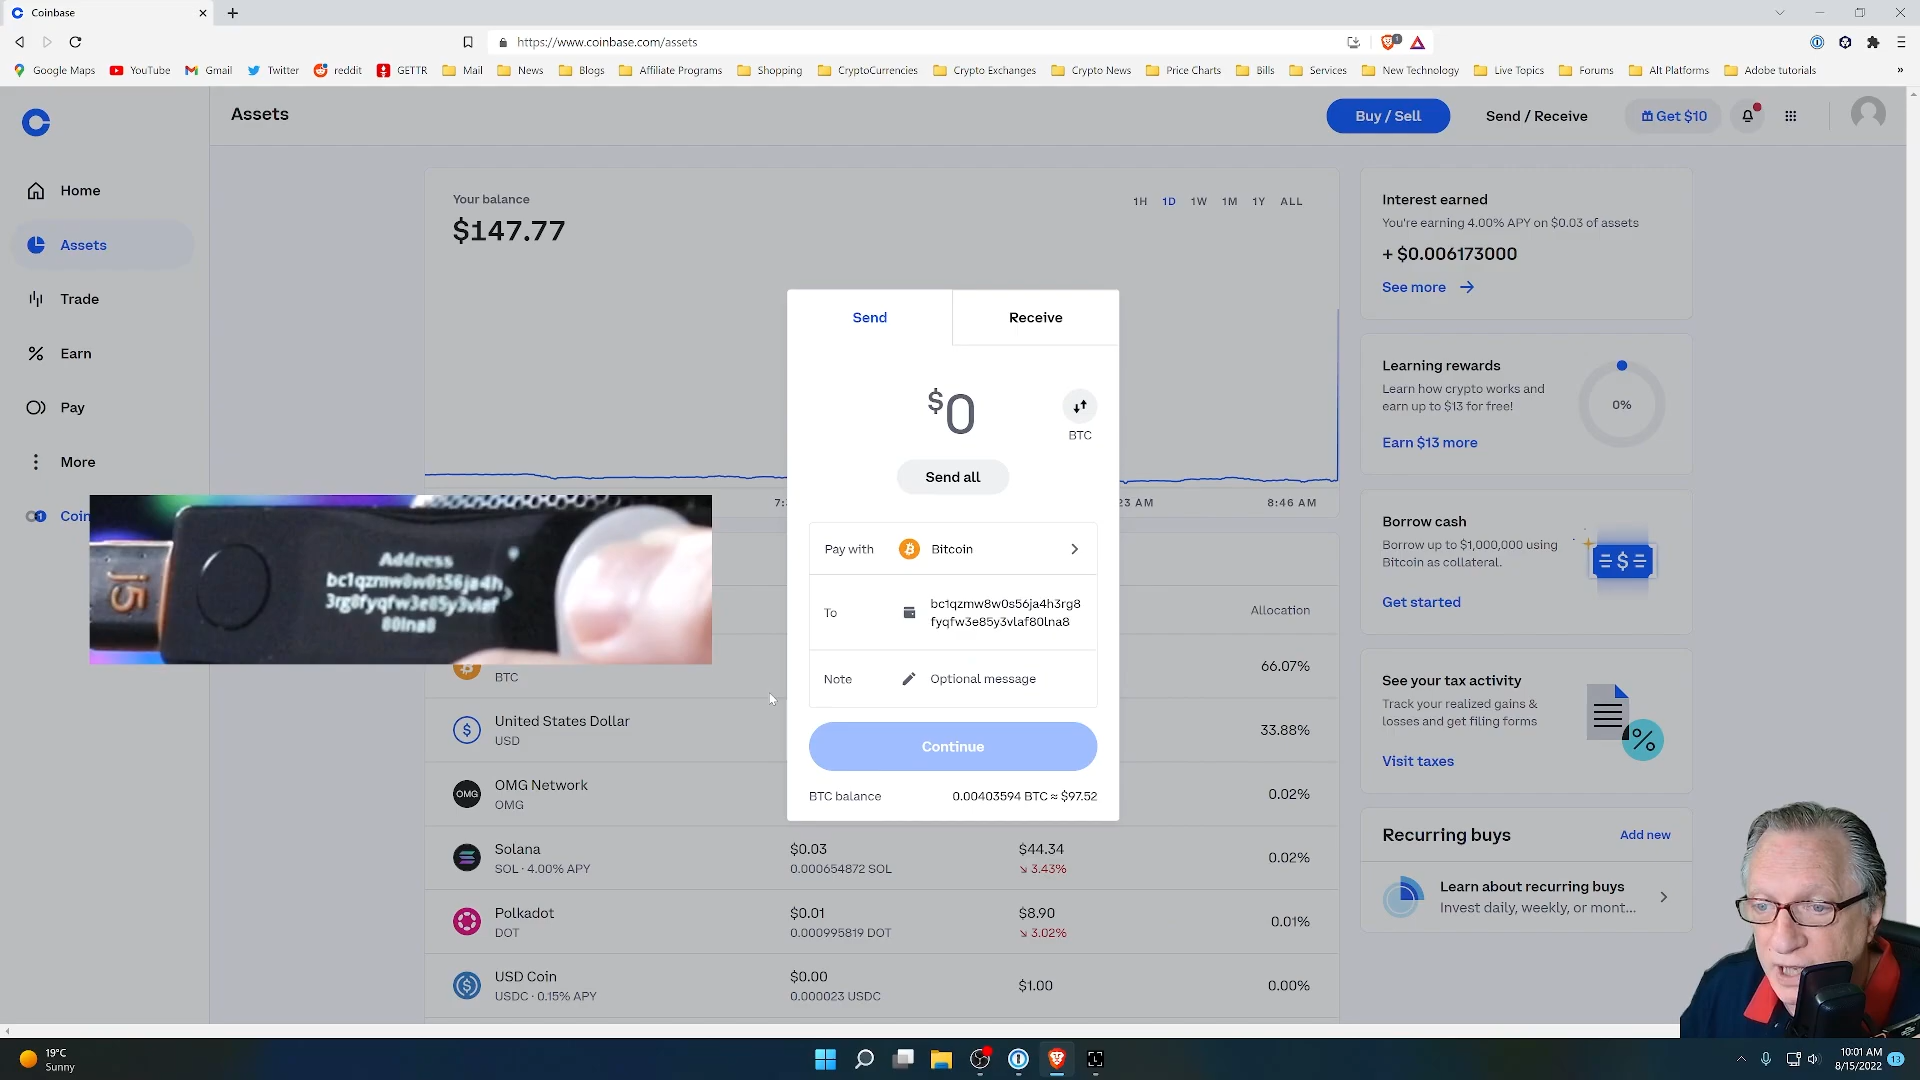 Coinbase
https://www.coinbase.com/assets
1
Google Maps
YouTube
Gmail
Twitter
reddit
GETTR
Mail
News
Blogs
Affiliate Programs
Shopping
CryptoCurrencies
Crypto Exchanges
Crypto News
Price Charts
Bills
Services
New Technology
Live Topics
Forums
Alt Platforms
Adobe tutorials
»
Assets
Buy / Sell
Send / Receive
Get $10
Home
Assets
Trade
Earn
Pay
More
Coin
Your balance
$147.77
1H 1D 1W 1M 1Y ALL
8:46 AM
Send
Receive
$0
BTC
Send all
Pay with
Bitcoin
To
bc1qzmw8w0s56ja4h3rg8
fyqfw3e85y3vlaf80lna8
Note
Optional message
Continue
BTC balance
0.00403594 BTC ≈ $97.52
Address
bc1qzmw8w0s56ja4h
3rg8fyqfw3e85y3vlaf
80lna8
Allocation
BTC
66.07%
United States Dollar
USD
33.88%
OMG
OMG Network
OMG
0.02%
Solana
SOL · 4.00% APY
$0.03
0.000654872 SOL
$44.34
↘ 3.43%
0.02%
Polkadot
DOT
$0.01
0.000995819 DOT
$8.90
↘ 3.02%
0.01%
USD Coin
USDC · 0.15% APY
$0.00
0.000023 USDC
$1.00
0.00%
Interest earned
You're earning 4.00% APY on $0.03 of assets
+ $0.006173000
See more
Learning rewards
Learn how crypto works and
earn up to $13 for free!
0%
Earn $13 more
Borrow cash
Borrow up to $1,000,000 using
Bitcoin as collateral.
Get started
See your tax activity
Track your realized gains &
losses and get filing forms
Visit taxes
Recurring buys
Add new
Learn about recurring buys
Invest daily, weekly, or mont...
19°C
Sunny
10:01 AM
8/15/2022
13